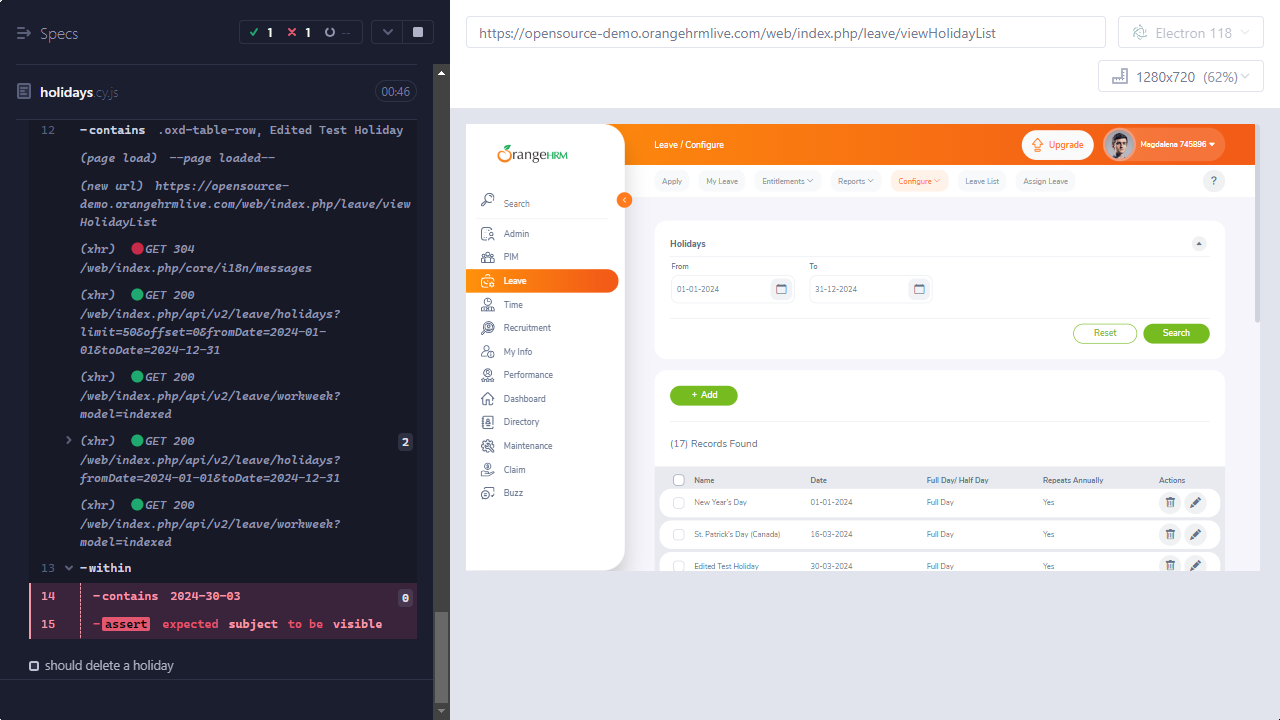 Specs
1
1
--
https://opensource-demo.orangehrmlive.com/web/index.php/leave/viewHolidayList
Electron 118
1280x720 (62%)
holidays.cy.js
00:46
12 -contains .oxd-table-row, Edited Test Holiday
(page load) --page loaded--
(new url) https://opensource-
demo.orangehrmlive.com/web/index.php/leave/view
HolidayList
(xhr) GET 304
/web/index.php/core/i18n/messages
(xhr) GET 200
/web/index.php/api/v2/leave/holidays?
limit=50&offset=0&fromDate=2024-01-
01&toDate=2024-12-31
(xhr) GET 200
/web/index.php/api/v2/leave/workweek?
model=indexed
(xhr) GET 200
2
/web/index.php/api/v2/leave/holidays?
fromDate=2024-01-01&toDate=2024-12-31
(xhr) GET 200
/web/index.php/api/v2/leave/workweek?
model=indexed
13 -within
14 -contains 2024-30-03
0
15 -assert expected subject to be visible
should delete a holiday
OrangeHRM
Search
Admin
PIM
Leave
Time
Recruitment
My Info
Performance
Dashboard
Directory
Maintenance
Claim
Buzz
Leave / Configure
Upgrade
Magdalena 745896
Apply
My Leave
Entitlements
Reports
Configure
Leave List
Assign Leave
?
Holidays
From
To
01-01-2024
31-12-2024
Reset
Search
+ Add
(17) Records Found
Name Date Full Day/ Half Day Repeats Annually Actions
New Year's Day 01-01-2024 Full Day Yes
St. Patrick's Day (Canada) 16-03-2024 Full Day Yes
Edited Test Holiday 30-03-2024 Full Day Yes